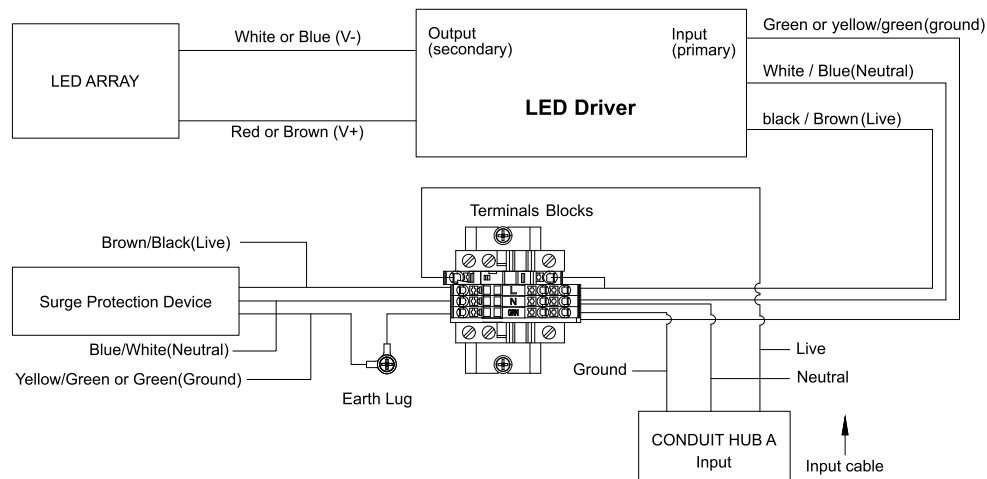 White or Blue (V-)
LED ARRAY
Red or Brown (V+)
Output
(secondary)
Input
(primary)
LED Driver
Green or yellow/green(ground)
White / Blue(Neutral)
black / Brown(Live)
Terminals Blocks
Brown/Black(Live)
Surge Protection Device
Blue/White(Neutral)
Yellow/Green or Green(Ground)
Earth Lug
L
N
GRN
Ground
Live
Neutral
CONDUIT HUB A
Input
Input cable